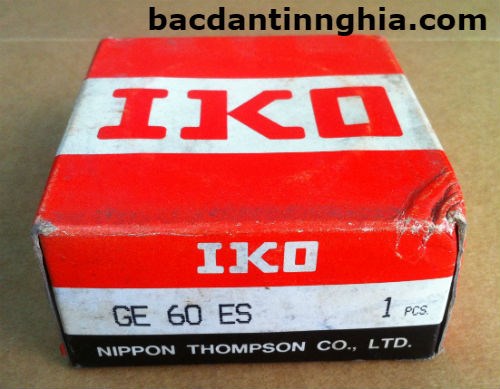 bacdantinnghia.com
IKO
IKO
GE 60 ES 1 PCS.
NIPPON THOMPSON CO., LTD.